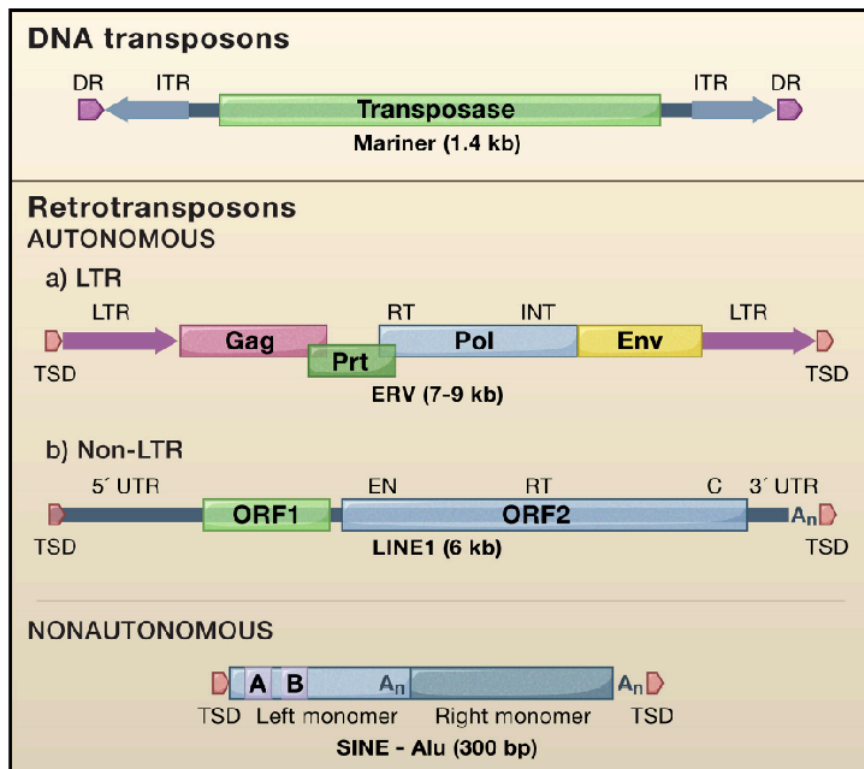 DNA transposons
DR ITR ITR DR
Transposase
Mariner (1.4 kb)
Retrotransposons
AUTONOMOUS
a) LTR
LTR RT INT LTR
Gag Pol Env
Prt
TSD TSD
ERV (7-9 kb)
b) Non-LTR
5´ UTR EN RT C 3´ UTR
ORF1 ORF2 An
TSD TSD
LINE1 (6 kb)
NONAUTONOMOUS
A B An An
TSD Left monomer Right monomer TSD
SINE - Alu (300 bp)